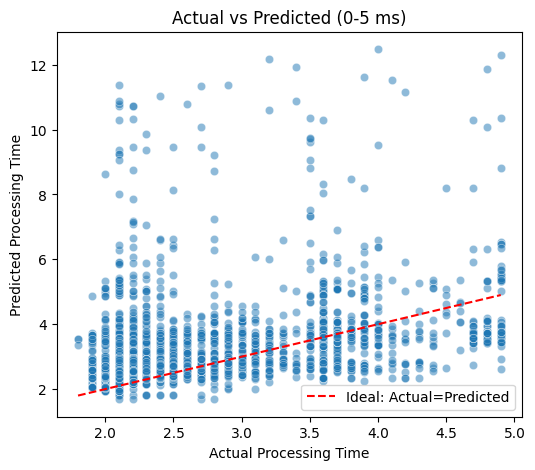 Actual vs Predicted (0-5 ms)
Predicted Processing Time
12
10
8
6
4
2
Ideal: Actual=Predicted
2.0 2.5 3.0 3.5 4.0 4.5 5.0
Actual Processing Time